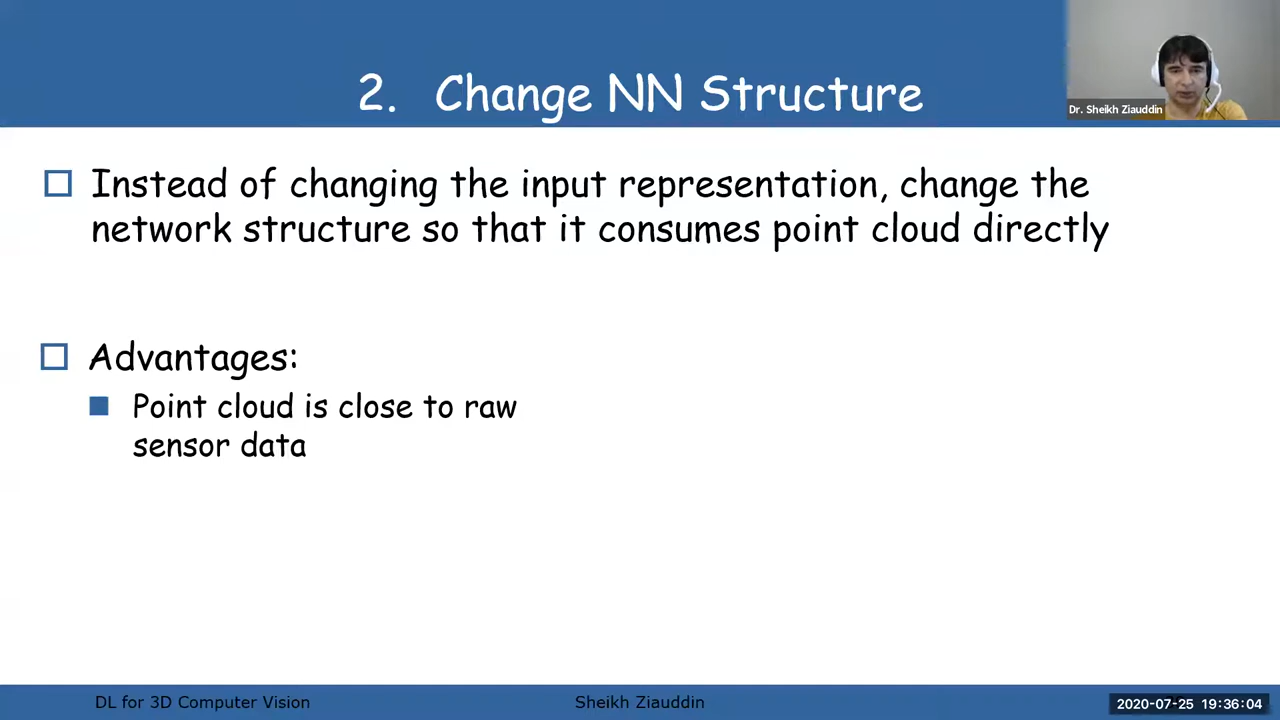 2. Change NN Structure
Dr. Sheikh Ziauddin
Instead of changing the input representation, change the
network structure so that it consumes point cloud directly
Advantages:
Point cloud is close to raw
sensor data
DL for 3D Computer Vision
Sheikh Ziauddin
2020-07-25 19:36:04